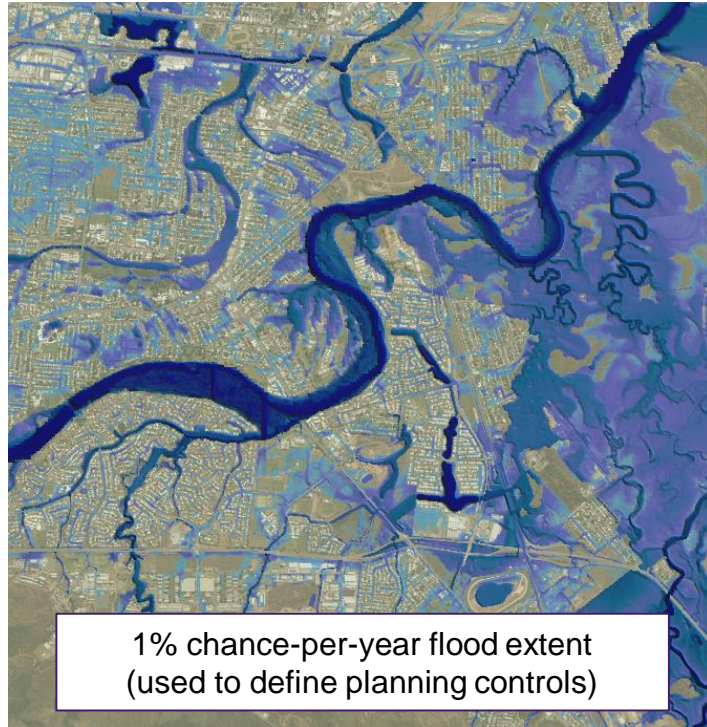 1% chance-per-year flood extent
(used to define planning controls)